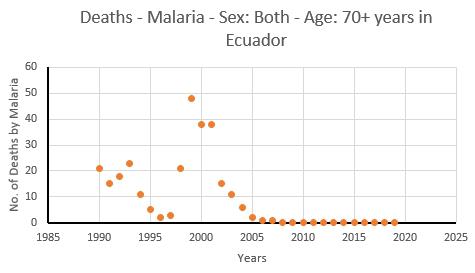 Deaths - Malaria - Sex: Both - Age: 70+ years in
Ecuador
60
50
40
30
20
10
0
No. of Deaths by Malaria
1985 1990 1995 2000 2005 2010 2015 2020 2025
Years